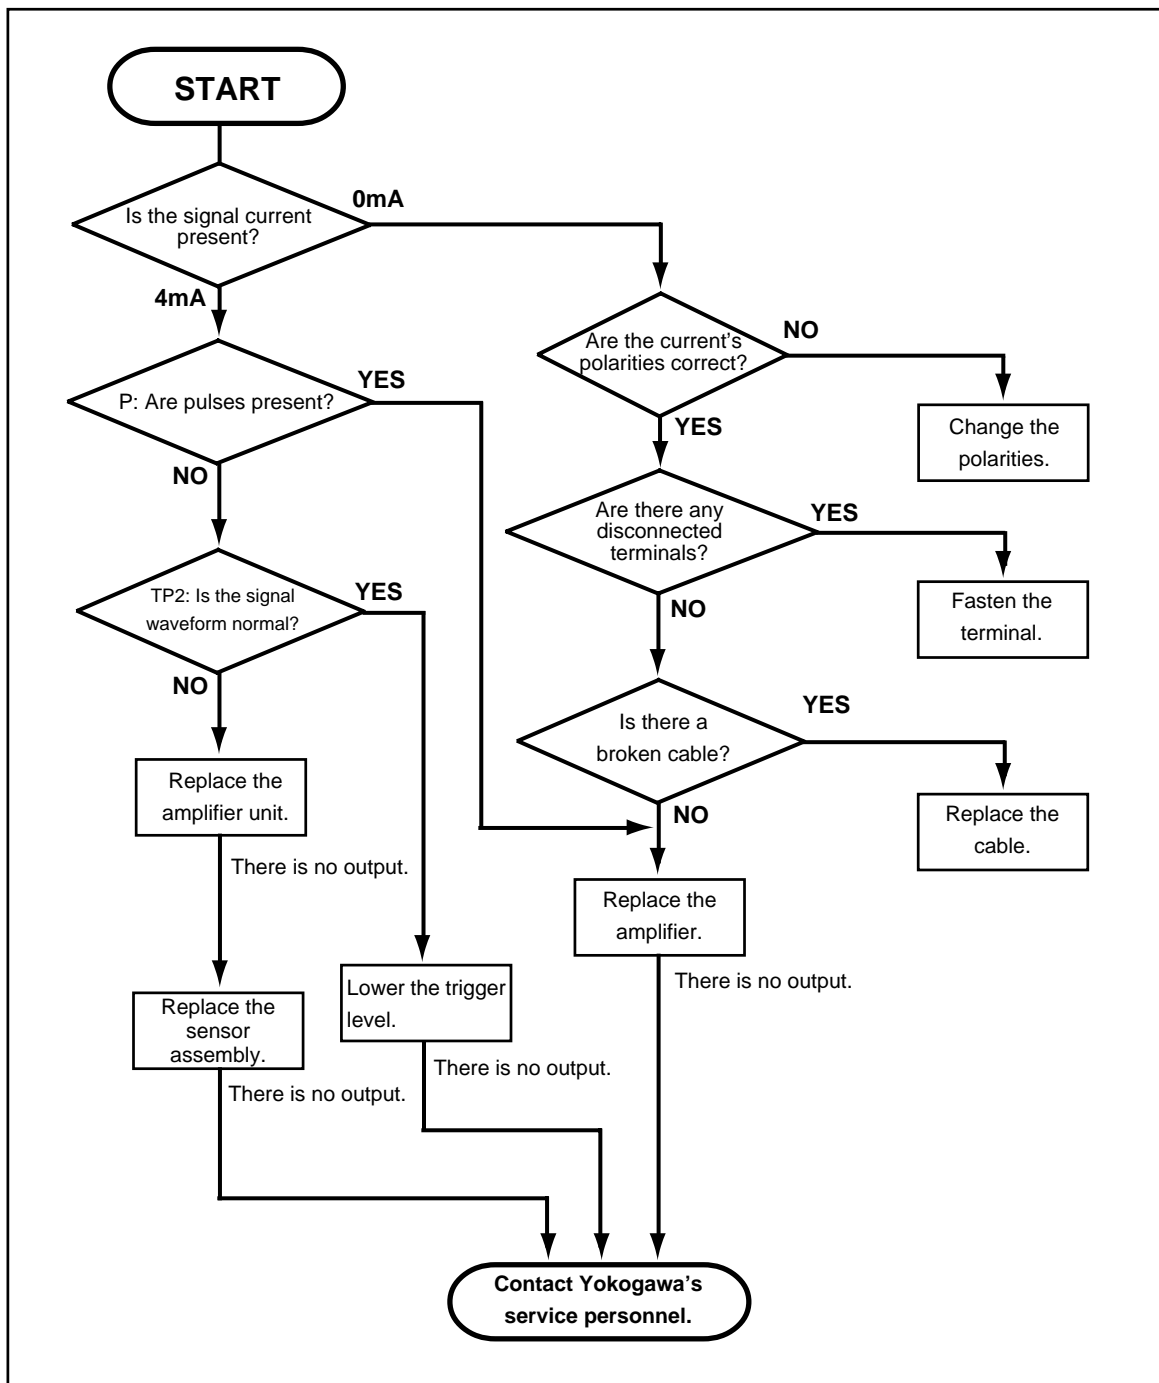 START
Is the signal current
present?
0mA
4mA
P: Are pulses present?
YES
NO
TP2: Is the signal
waveform normal?
YES
NO
Replace the
amplifier unit.
There is no output.
Replace the
sensor
assembly.
There is no output.
Lower the trigger
level.
There is no output.
Are the current’s
polarities correct?
NO
Change the
polarities.
YES
Are there any
disconnected
terminals?
YES
Fasten the
terminal.
NO
Is there a
broken cable?
YES
Replace the
cable.
NO
Replace the
amplifier.
There is no output.
Contact Yokogawa’s
service personnel.